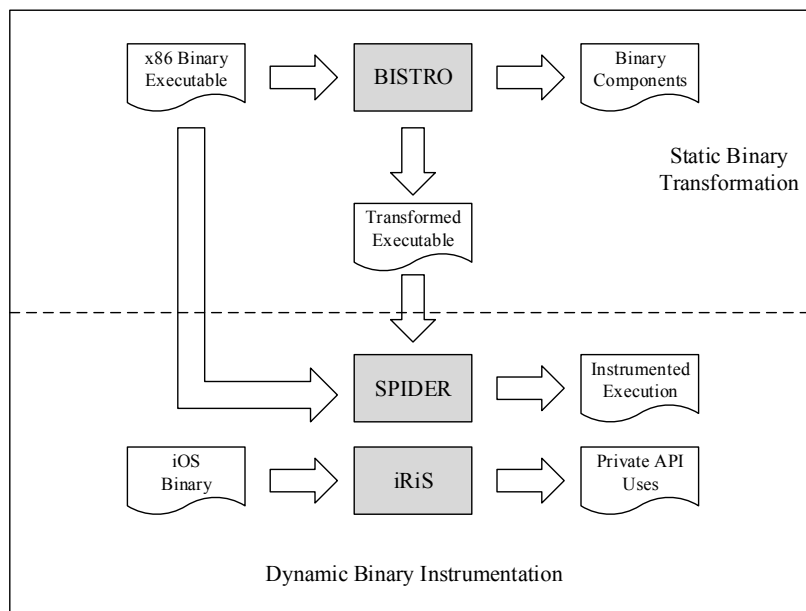 x86 Binary
Executable
BISTRO
Binary
Components
Static Binary
Transformation
Transformed
Executable
SPIDER
Instrumented
Execution
iOS
Binary
iRiS
Private API
Uses
Dynamic Binary Instrumentation